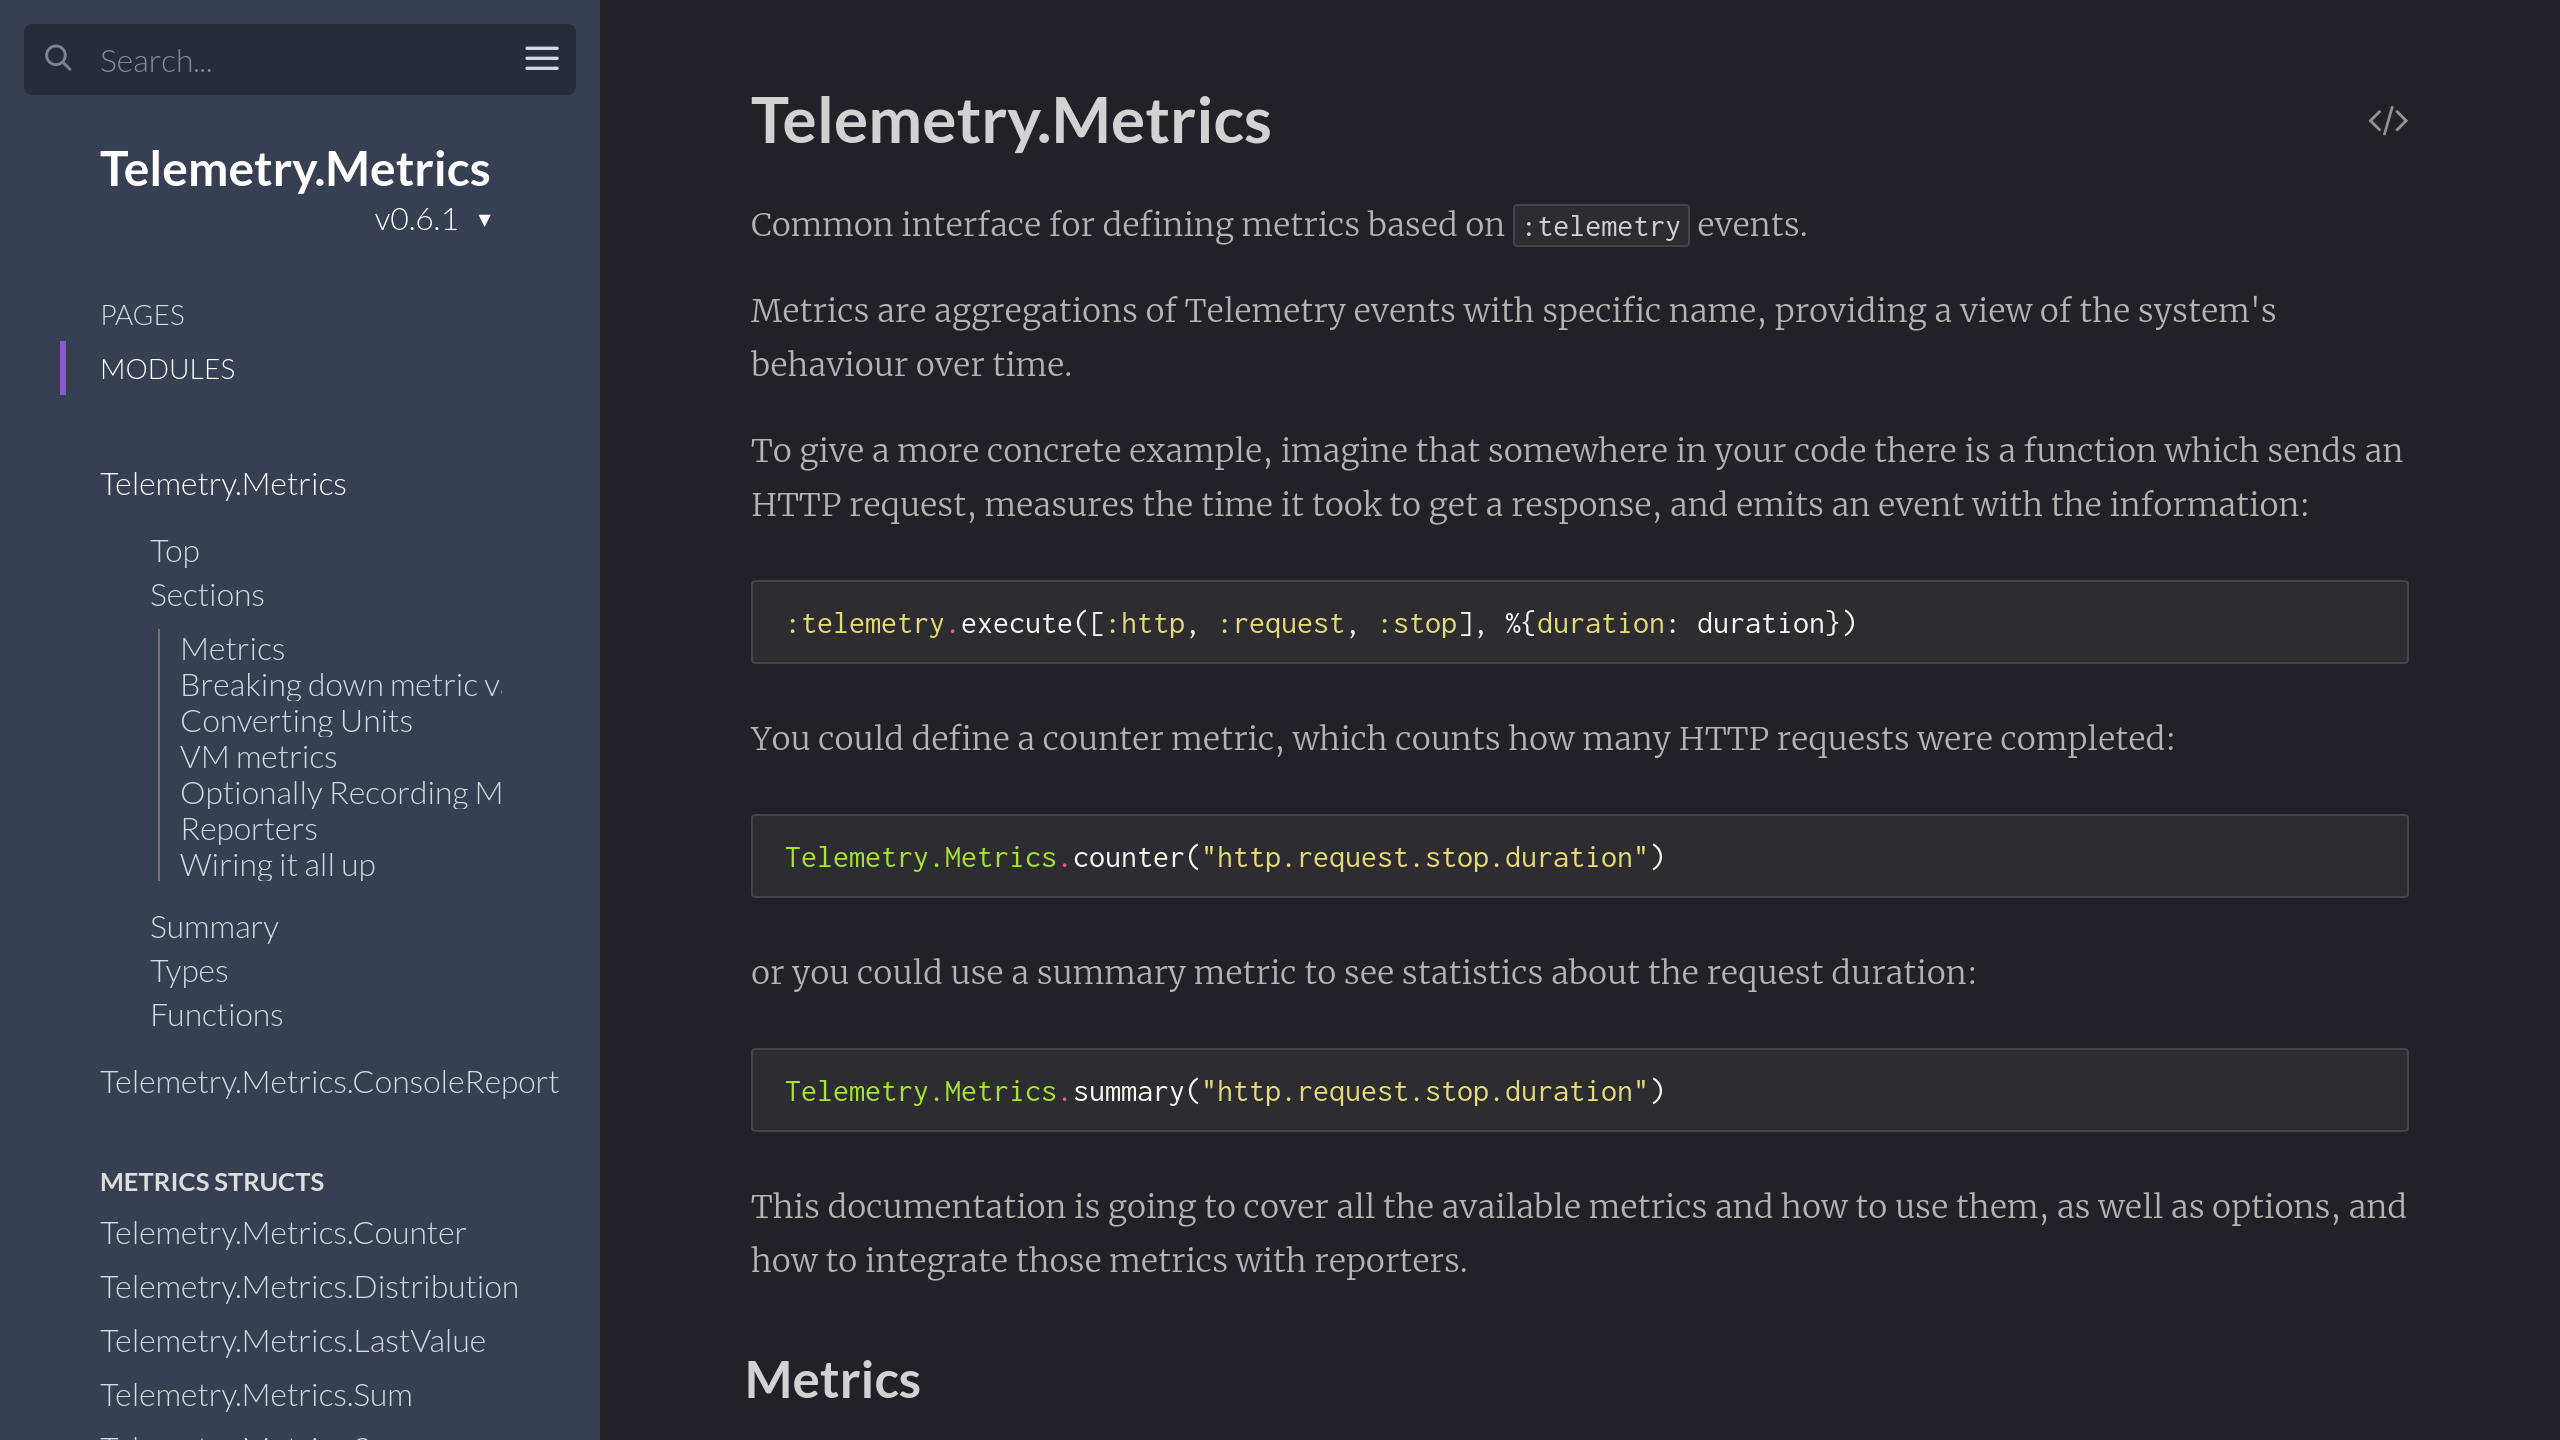 Search...
Telemetry.Metrics
v0.6.1 ▼
PAGES
MODULES
Telemetry.Metrics
Top
Sections
Metrics
Breaking down metric v
Converting Units
VM metrics
Optionally Recording M
Reporters
Wiring it all up
Summary
Types
Functions
Telemetry.Metrics.ConsoleReport
METRICS STRUCTS
Telemetry.Metrics.Counter
Telemetry.Metrics.Distribution
Telemetry.Metrics.LastValue
Telemetry.Metrics.Sum
Telemetry.Metrics
Common interface for defining metrics based on :telemetry events.
Metrics are aggregations of Telemetry events with specific name, providing a view of the system's
behaviour over time.
To give a more concrete example, imagine that somewhere in your code there is a function which sends an
HTTP request, measures the time it took to get a response, and emits an event with the information:
:telemetry.execute([:http, :request, :stop], %{duration: duration})
You could define a counter metric, which counts how many HTTP requests were completed:
Telemetry.Metrics.counter("http.request.stop.duration")
or you could use a summary metric to see statistics about the request duration:
Telemetry.Metrics.summary("http.request.stop.duration")
This documentation is going to cover all the available metrics and how to use them, as well as options, and
how to integrate those metrics with reporters.
Metrics